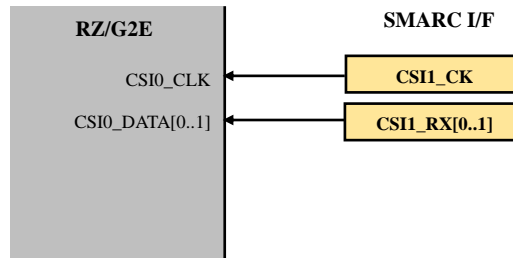 RZ/G2E
SMARC I/F
CSI0_CLK
CSI1_CK
CSI0_DATA[0..1]
CSI1_RX[0..1]